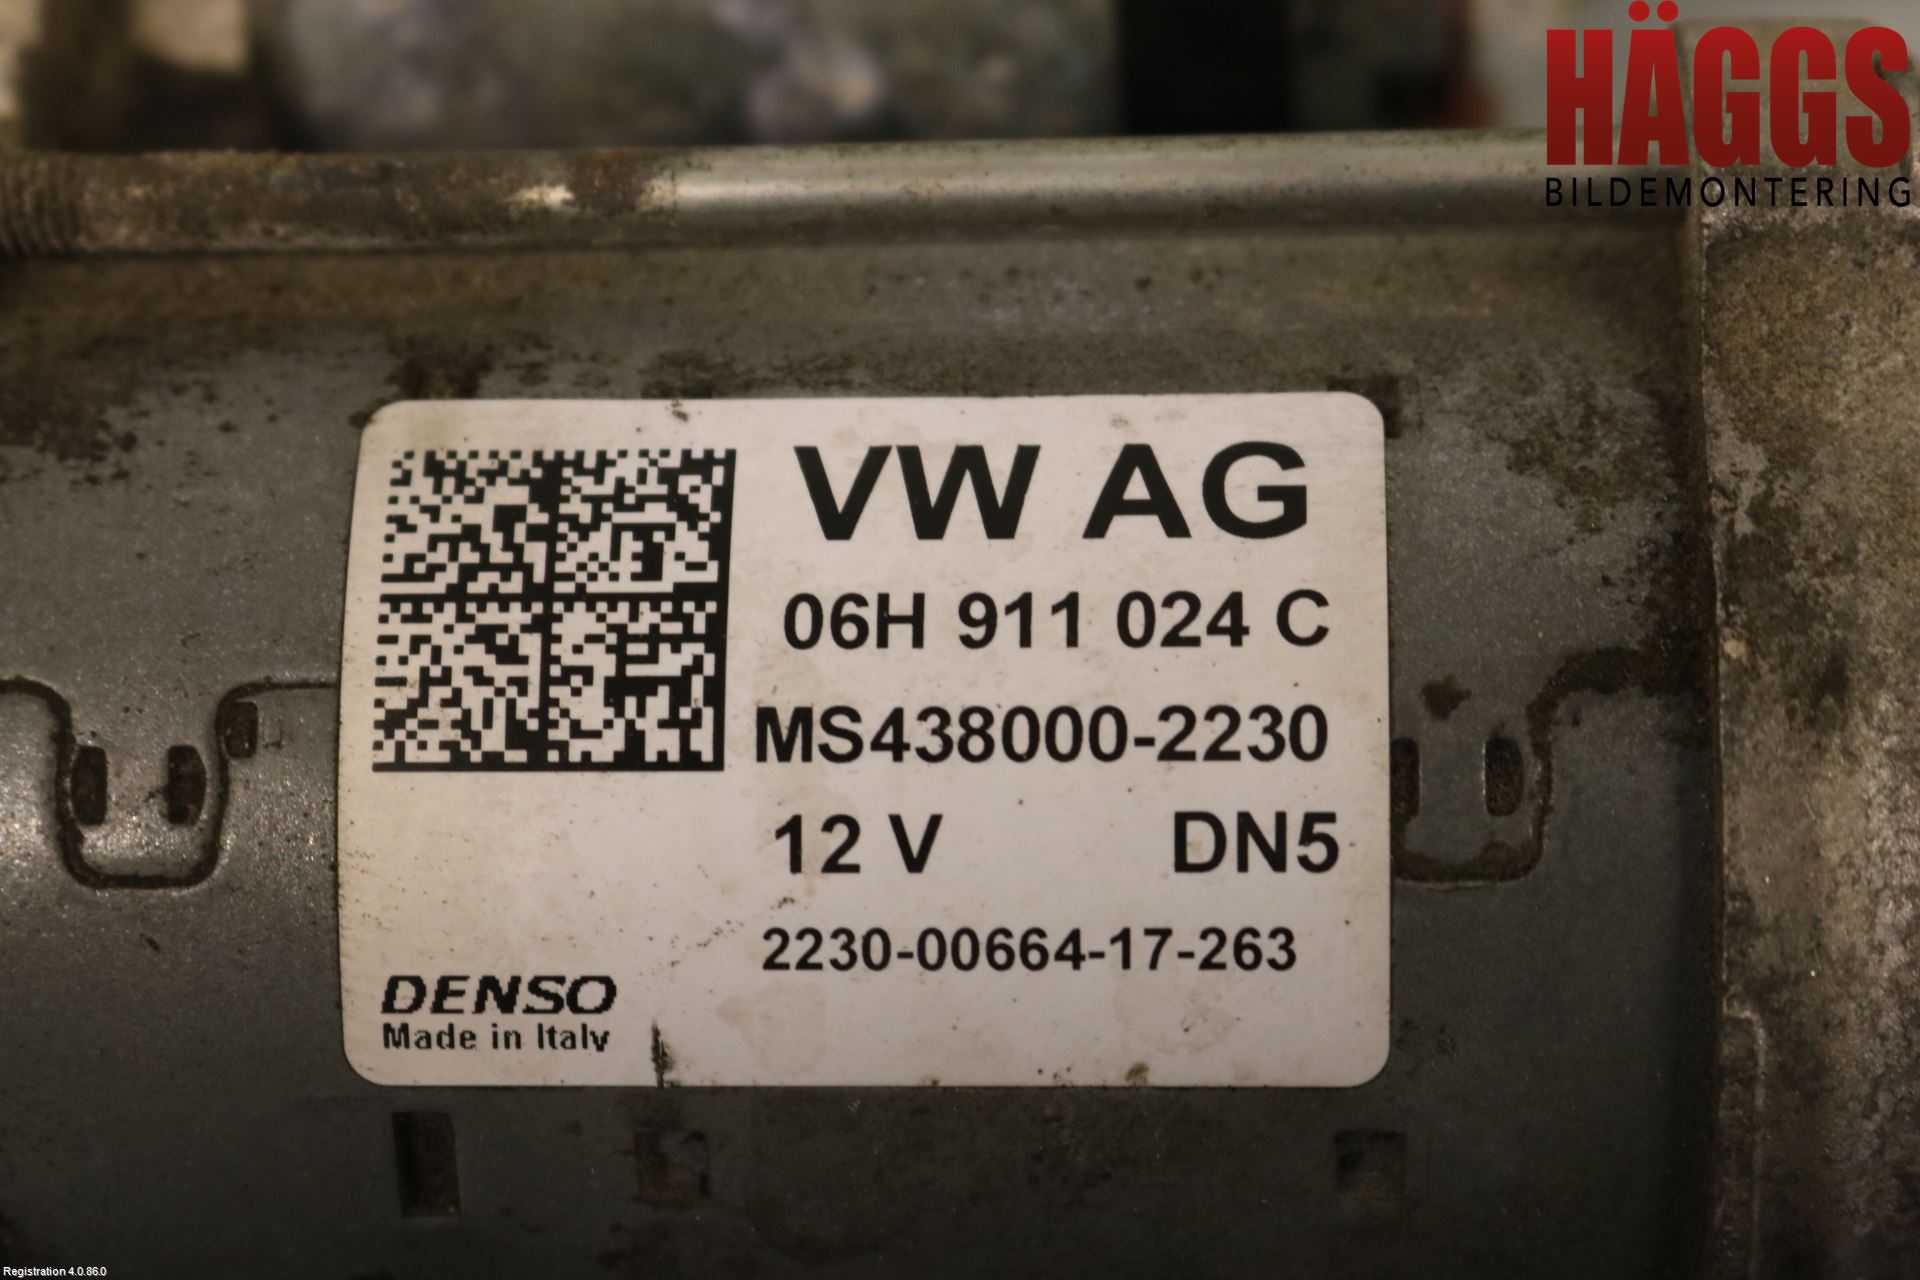 HÄGGS
BILDEMONTERING
VW AG
06H 911 024 C
MS438000-2230
12 V DN5
2230-00664-17-263
DENSO
Made in Italy
Registration 4.0.86.0